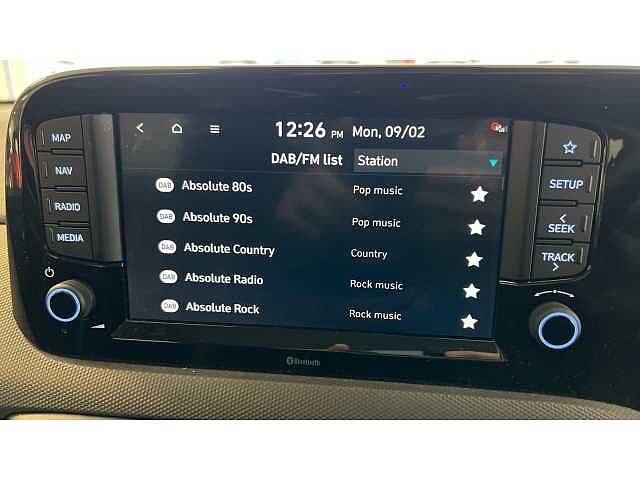 12:26 PM Mon, 09/02
DAB/FM list Station
DAB Absolute 80s Pop music
DAB Absolute 90s Pop music
DAB Absolute Country Country
DAB Absolute Radio Rock music
DAB Absolute Rock Rock music
MAP
NAV
RADIO
MEDIA
SETUP
SEEK
TRACK
Bluetooth